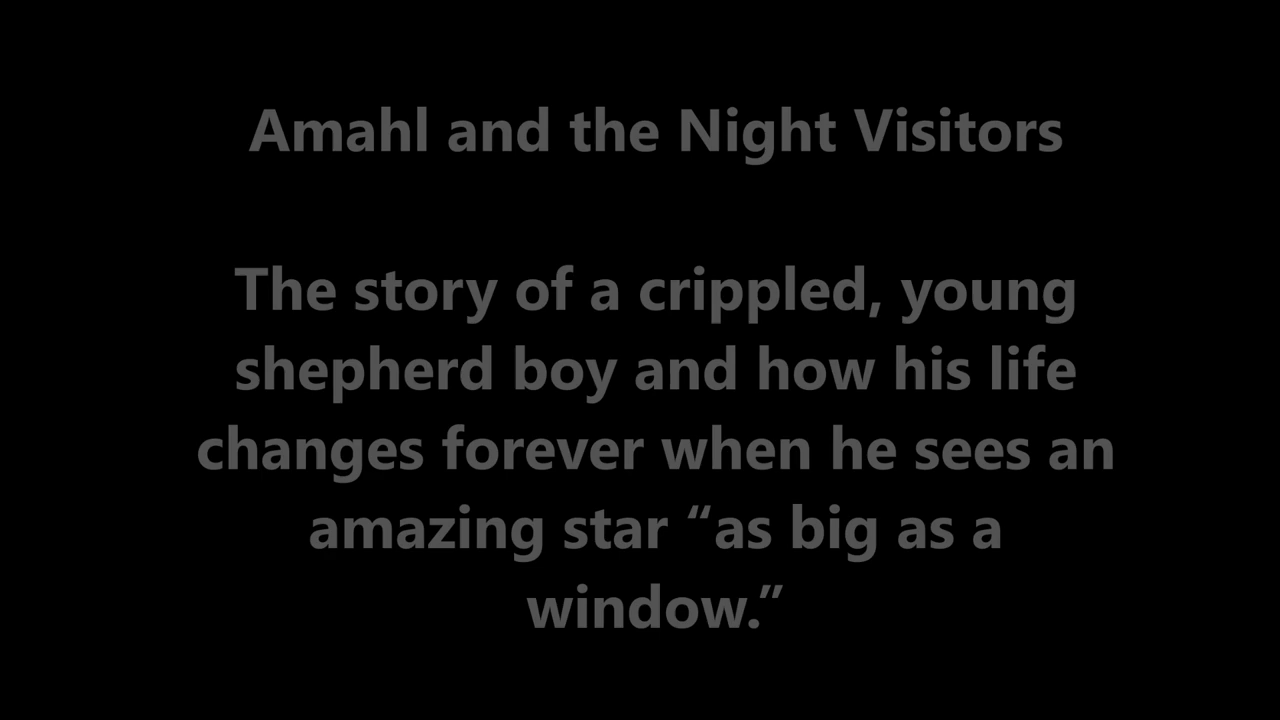 Amahl and the Night Visitors
The story of a crippled, young
shepherd boy and how his life
changes forever when he sees an
amazing star “as big as a
window.”